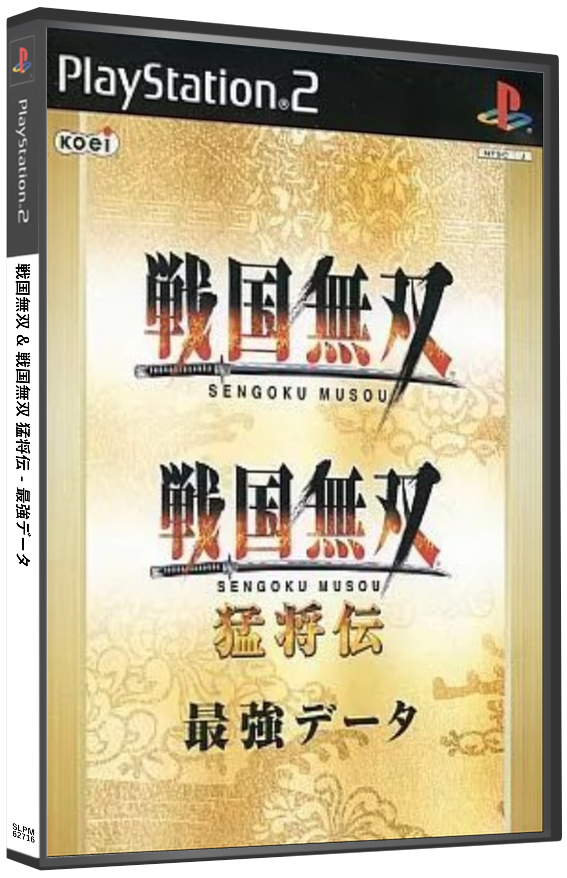 PlayStation®2
KOEI
NTSC J
戦国無双
SENGOKU MUSOU
戦国無双
SENGOKU MUSOU
猛将伝
最強データ
PlayStation®2
戦国無双 & 戦国無双 猛将伝 - 最強データ
SLPM
62716